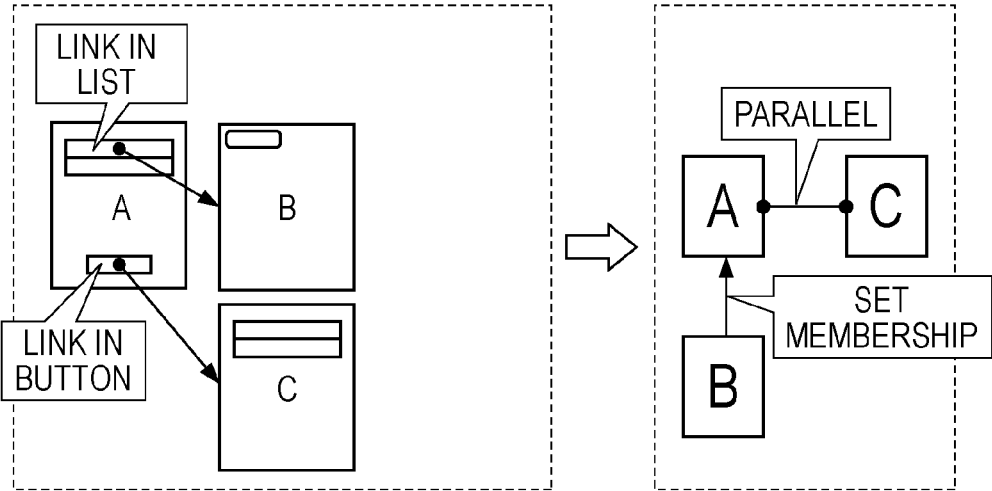 LINK IN
LIST
A
B
LINK IN
BUTTON
C
PARALLEL
A
C
SET
MEMBERSHIP
B